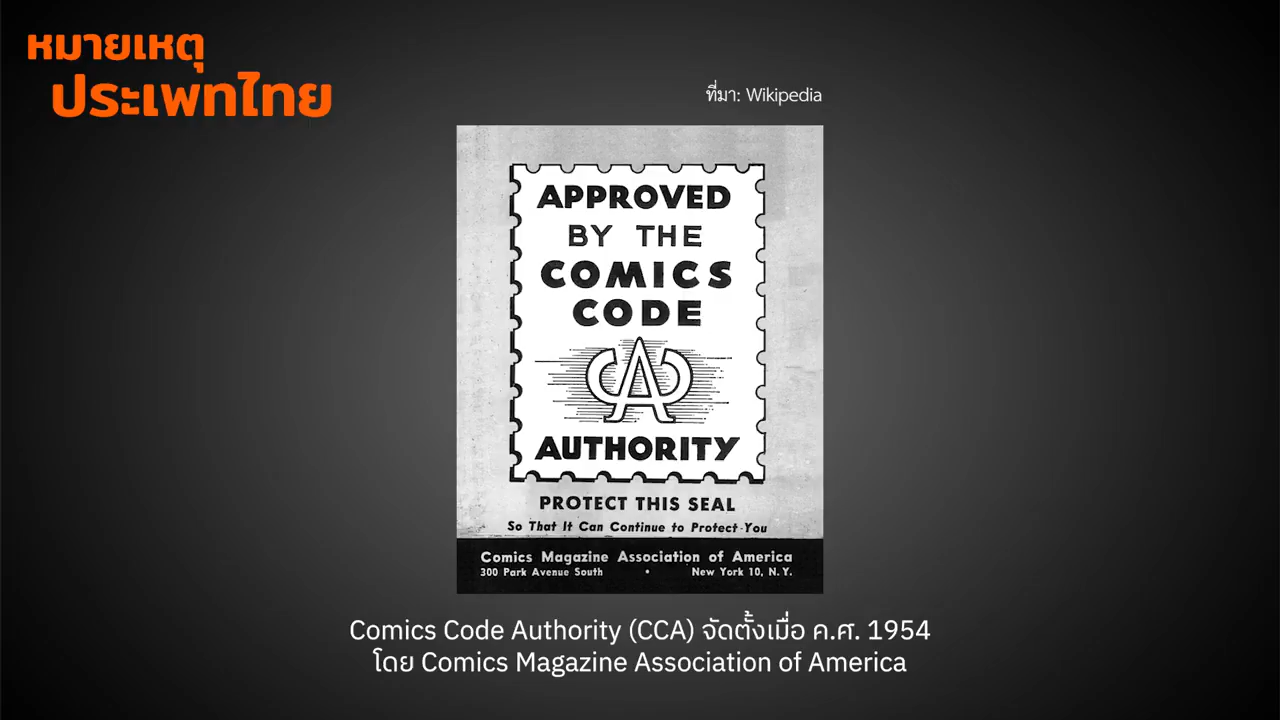 หมายเหตุ
ประเพทไทย
ที่มา: Wikipedia
APPROVED
BY THE
COMICS
CODE
CA
AUTHORITY
PROTECT THIS SEAL
So That It Can Continue to Protect You
Comics Magazine Association of America
300 Park Avenue South • New York 10, N.Y.
Comics Code Authority (CCA) จัดตั้งเมื่อ ค.ศ. 1954
โดย Comics Magazine Association of America